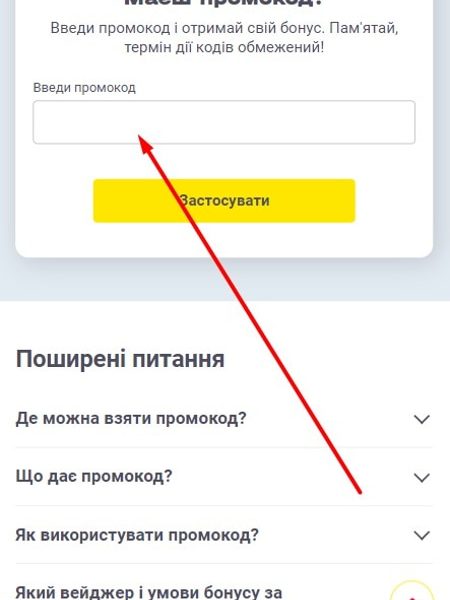 Маєш промокод?
Введи промокод і отримай свій бонус. Пам'ятай,
термін дії кодів обмежений!
Введи промокод
Застосувати
Поширені питання
Де можна взяти промокод?
Що дає промокод?
Як використувати промокод?
Який вейджер і умови бонусу за